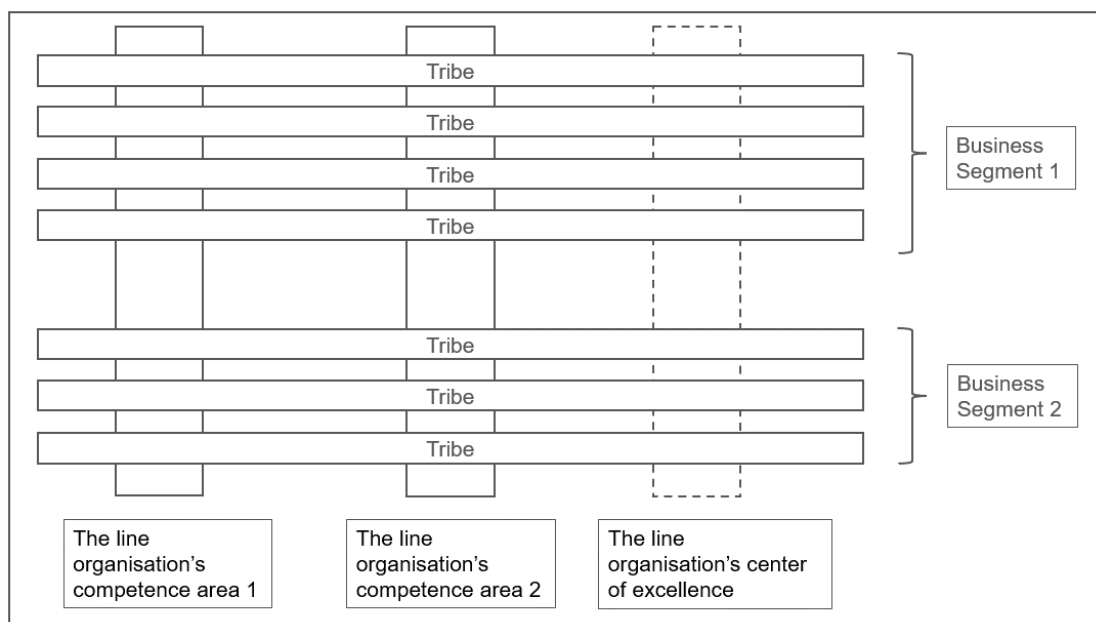 Tribe
Tribe
Tribe
Tribe
Business
Segment 1
Tribe
Tribe
Tribe
Business
Segment 2
The line
organisation’s
competence area 1
The line
organisation’s
competence area 2
The line
organisation’s center
of excellence